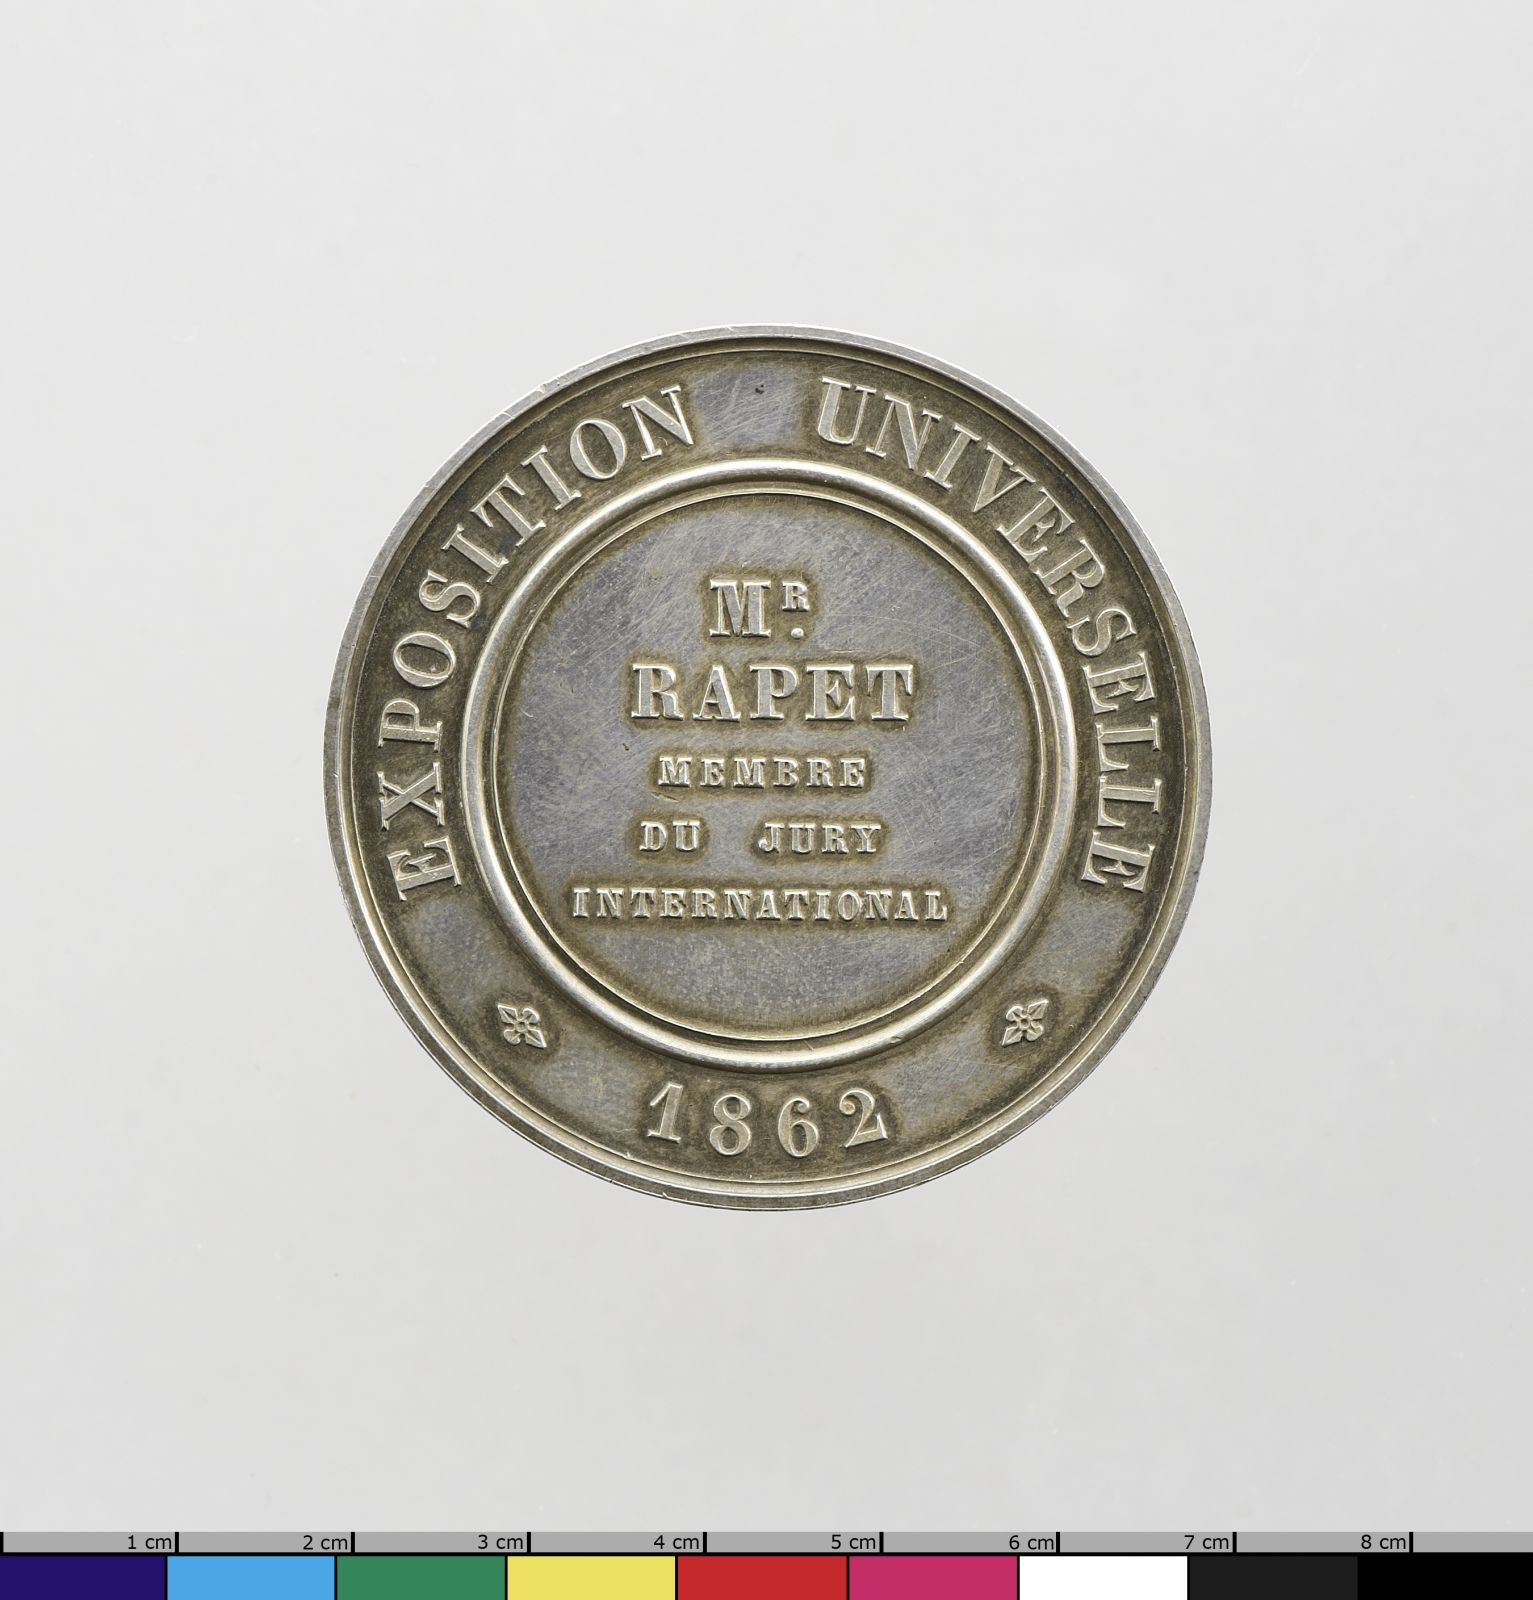 EXPOSITION UNIVERSELLE
MR.
RAPET
MEMBRE
DU JURY
INTERNATIONAL
1862
1 cm 2 cm 3 cm 4 cm 5 cm 6 cm 7 cm 8 cm